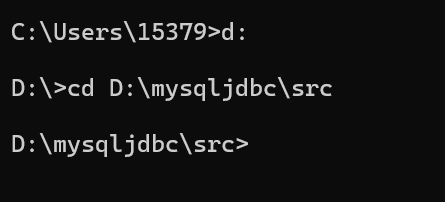 C:\Users\15379>d:
D:\>cd D:\mysqljdbc\src
D:\mysqljdbc\src>